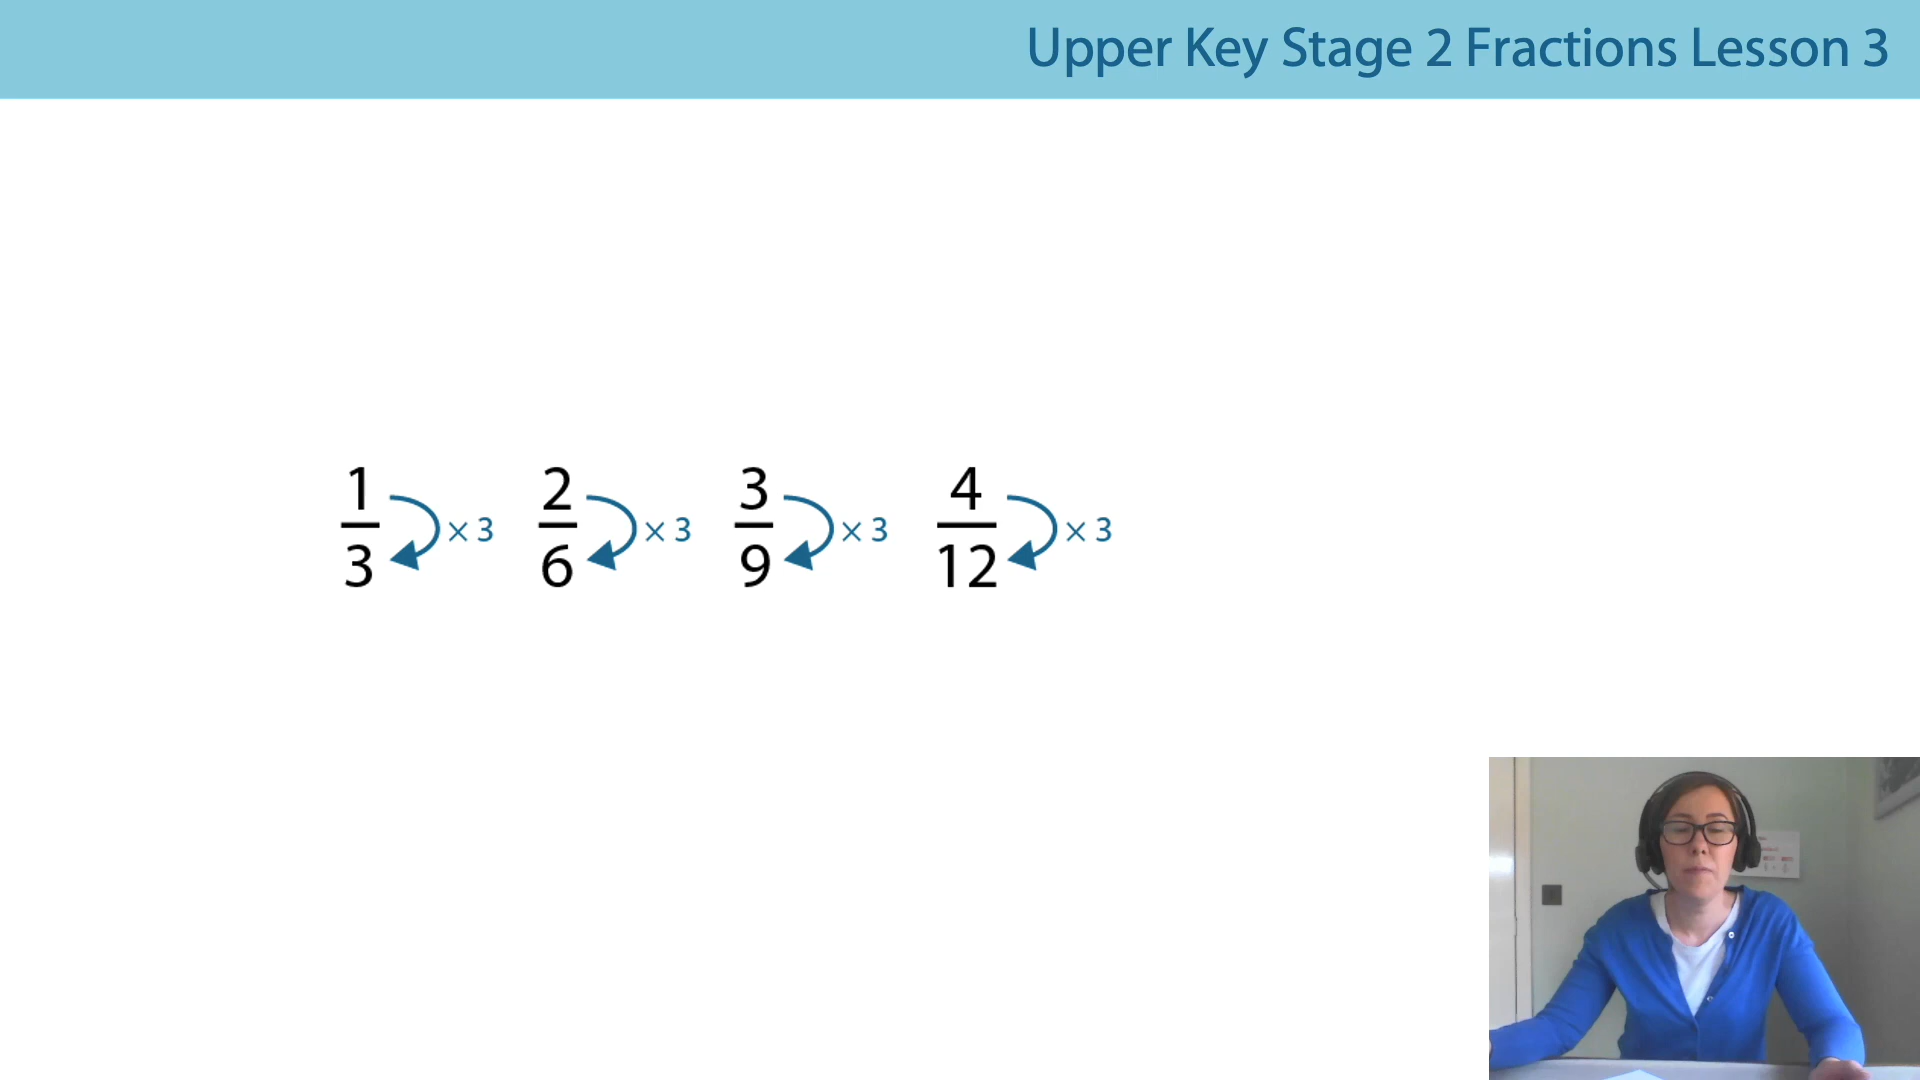 Upper Key Stage 2 Fractions Lesson 3
1 2 3 4
× 3 × 3 × 3 × 3
3 6 9 12